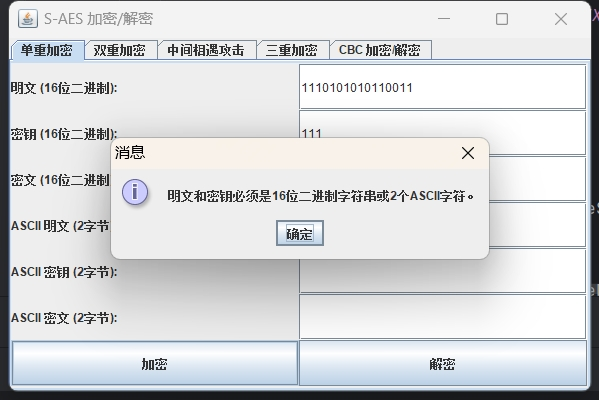 S-AES 加密/解密
单重加密 双重加密 中间相遇攻击 三重加密 CBC 加密/解密
明文 (16位二进制): 1110101010110011
密钥 (16位二进制): 111
消息
密文 (16位二进制
明文和密钥必须是16位二进制字符串或2个ASCII字符。
ASCII 明文 (2字节
确定
ASCII 密钥 (2字节):
ASCII 密文 (2字节):
加密 解密